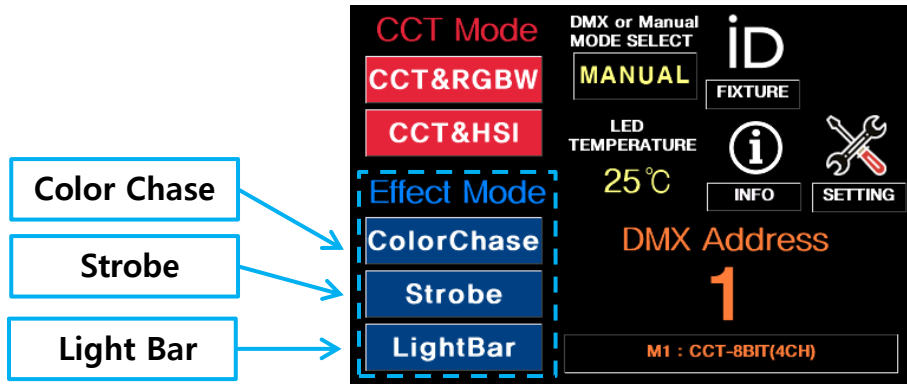 Color Chase
Strobe
Light Bar
CCT Mode
CCT&RGBW
CCT&HSI
Effect Mode
ColorChase
Strobe
LightBar
DMX or Manual
MODE SELECT
MANUAL
iD
FIXTURE
LED
TEMPERATURE
25℃
i
INFO
SETTING
DMX Address
1
M1 : CCT-8BIT(4CH)